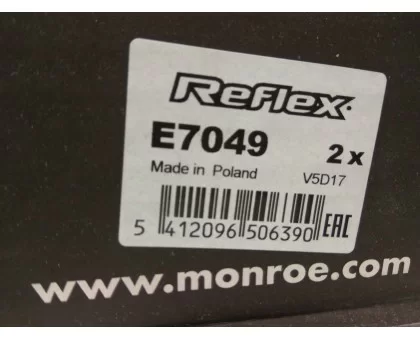 Reflex
E7049 2 x
Made in Poland V5D17
5 412096 506390 EAC
www.monroe.com